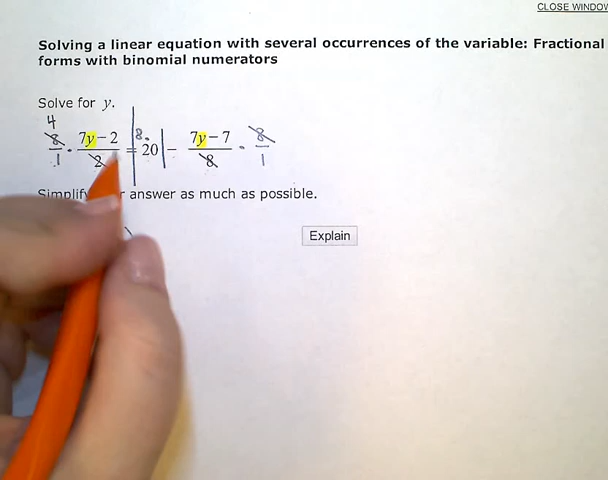 CLOSE WINDOW
Solving a linear equation with several occurrences of the variable: Fractional
forms with binomial numerators
Solve for y.
4
8/1 · 7y − 2/2 = 8 · 20 − 7y − 7/8 · 8/1
Simplify answer as much as possible.
Explain